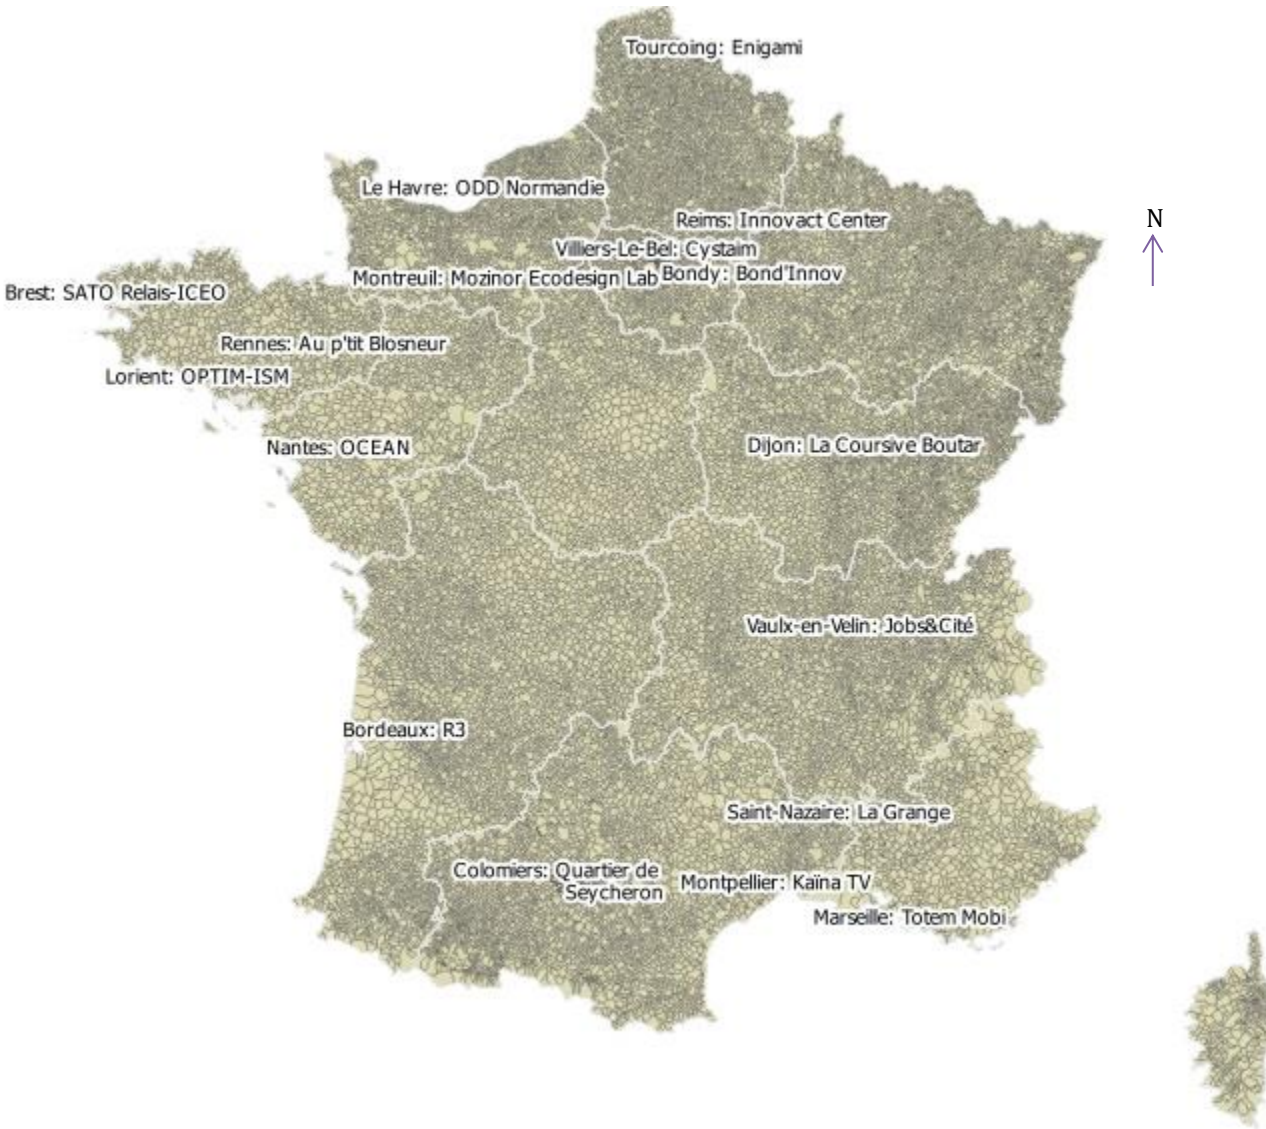 Tourcoing: Enigami
Le Havre: ODD Normandie
N
Reims: Innovact Center
Villiers-Le-Bel: Cystaim
Montreuil: Mozinor Ecodesign Lab
Bondy: Bond'Innov
Brest: SATO Relais-ICEO
Rennes: Au p'tit Blosneur
Lorient: OPTIM-ISM
Nantes: OCEAN
Dijon: La Coursive Boutar
Vaulx-en-Velin: Jobs&Cité
Bordeaux: R3
Saint-Nazaire: La Grange
Colomiers: Quartier de
Seycheron
Montpellier: Kaïna TV
Marseille: Totem Mobi